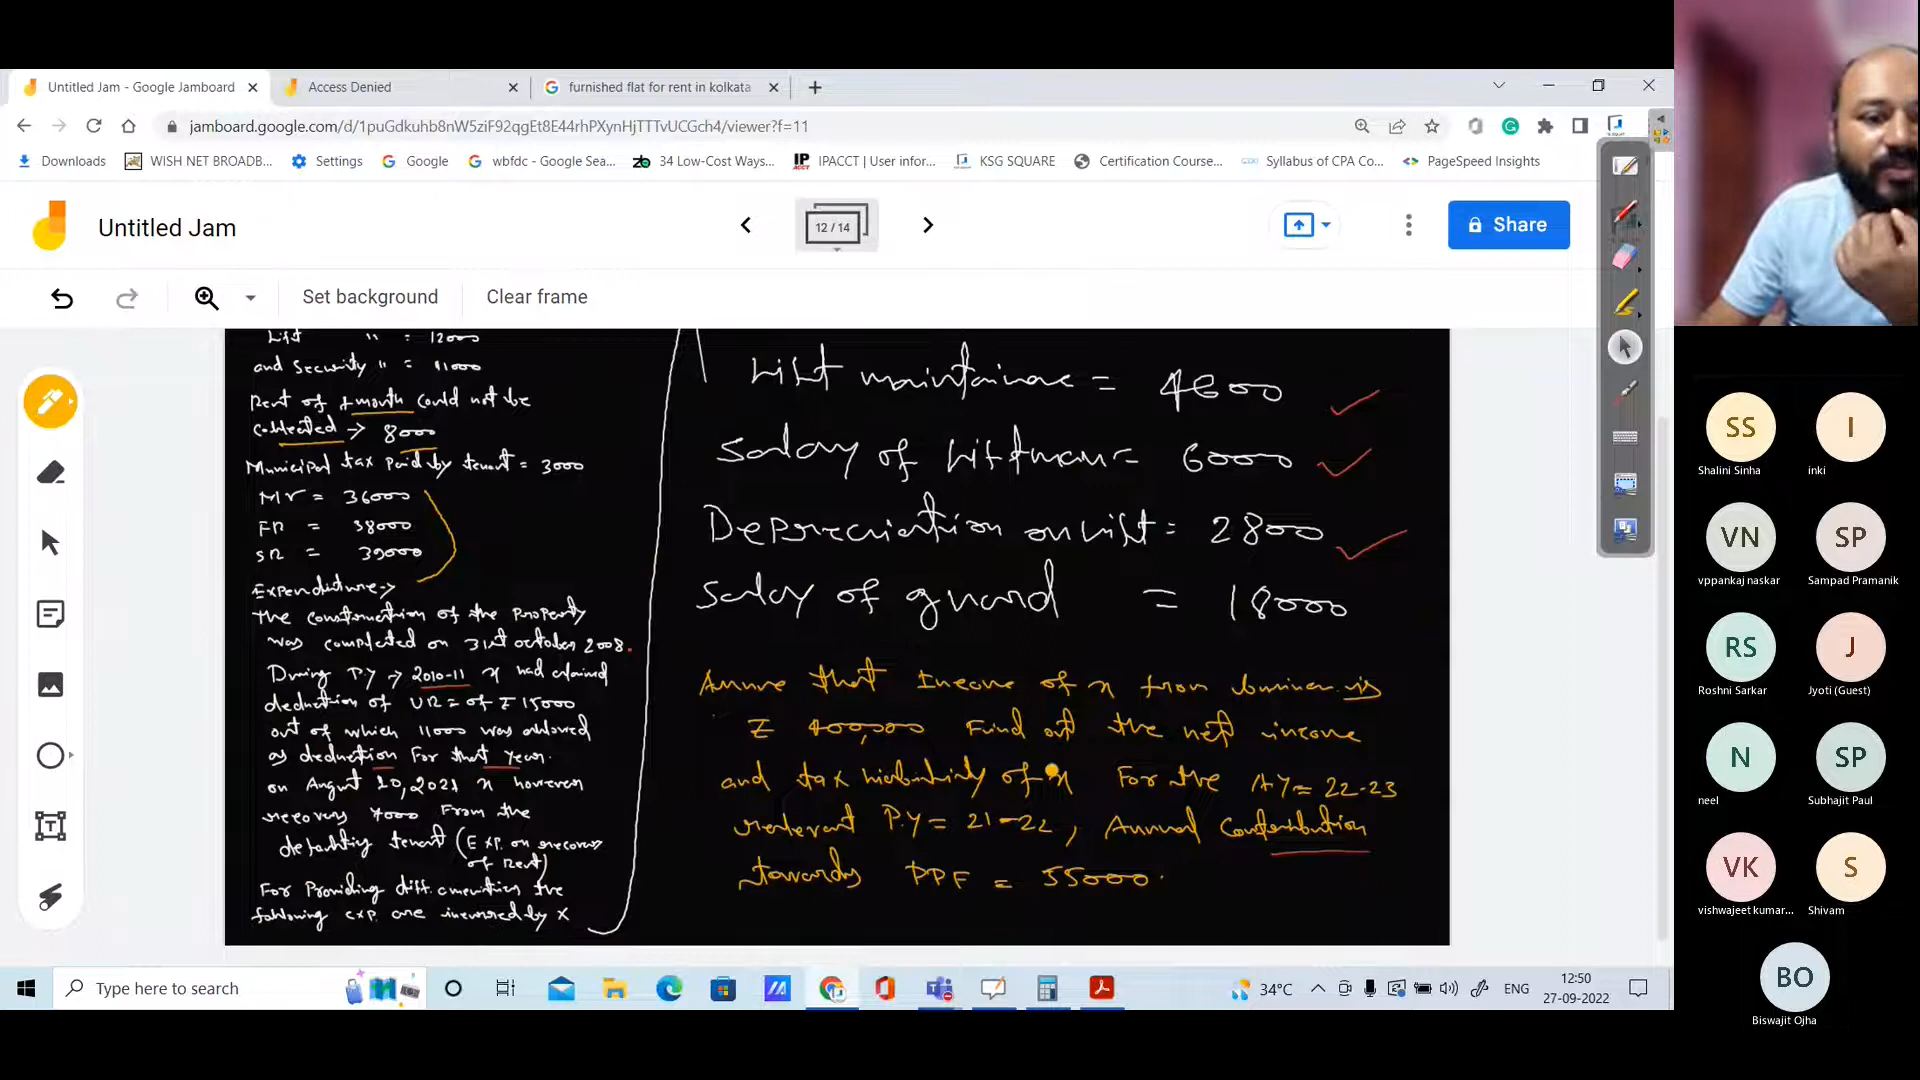 Untitled Jam - Google Jamboard
Access Denied
furnished flat for rent in kolkata
jamboard.google.com/d/1puGdkuhb8nW5ziF92qgEt8E44rhPXynHjTTTvUCGch4/viewer?f=11
Downloads
WISH NET BROADB...
Settings
Google
wbfdc - Google Sea...
34 Low-Cost Ways...
IPACCT | User infor...
KSG SQUARE
Certification Course...
Syllabus of CPA Co...
PageSpeed Insights
Untitled Jam
12 / 14
Share
Set background
Clear frame
Lift " = 12000
and Security " = 11000
Rent of 1 month could not be
collected → 8000
Municipal tax paid by tenant = 3000
MV = 36000
FR = 38000
SR = 39000
Expenditure →
The construction of the property
was completed on 31st october 2008.
During P.Y → 2010-11 x had claimed
deduction of UR = of ₹ 15000
out of which 11000 was allowed
as deduction For that year.
on August 10, 2021 x however
recovers 7000 From the
defaulting tenant (Exp. on recovery
of Rent)
For Providing diff. amenities the
following exp. are incurred by X
Lift maintainance = 4600
Salary of liftman = 6000
Depreciation on lift = 2800
Salary of guard = 18000
Assume that Income of x from business is
₹ 400,000 Find out the net income
and tax liability of x For the AY = 22-23
relevant P.Y = 21-22, Annual Contribution
towards PPF = 55000.
SS
Shalini Sinha
I
inki
VN
vppankaj naskar
SP
Sampad Pramanik
RS
Roshni Sarkar
J
Jyoti (Guest)
N
neel
SP
Subhajit Paul
VK
vishwajeet kumar...
S
Shivam
BO
Biswajit Ojha
Type here to search
34°C
ENG
12:50
27-09-2022